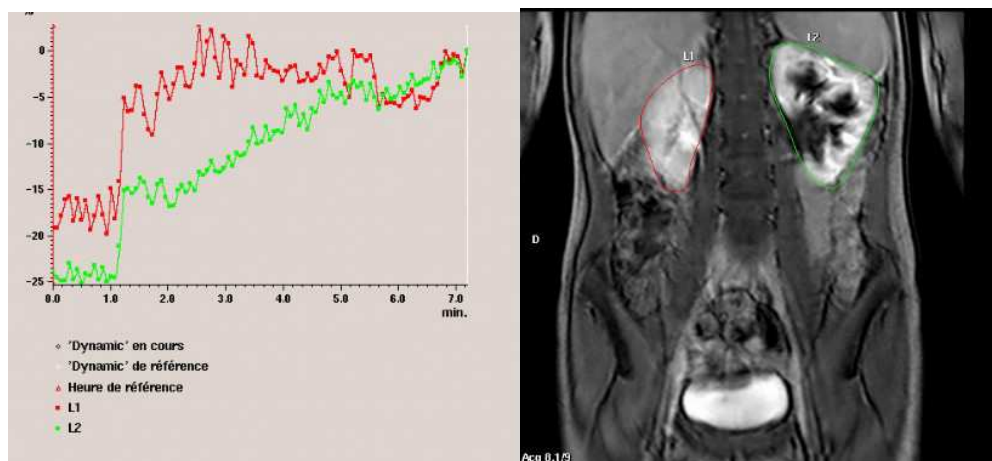 %
0
-5
-10
-15
-20
-25
0.0 1.0 2.0 3.0 4.0 5.0 6.0 7.0
min.
'Dynamic' en cours
'Dynamic' de référence
Heure de référence
L1
L2
L1
L2
D
Acq 8.1/9